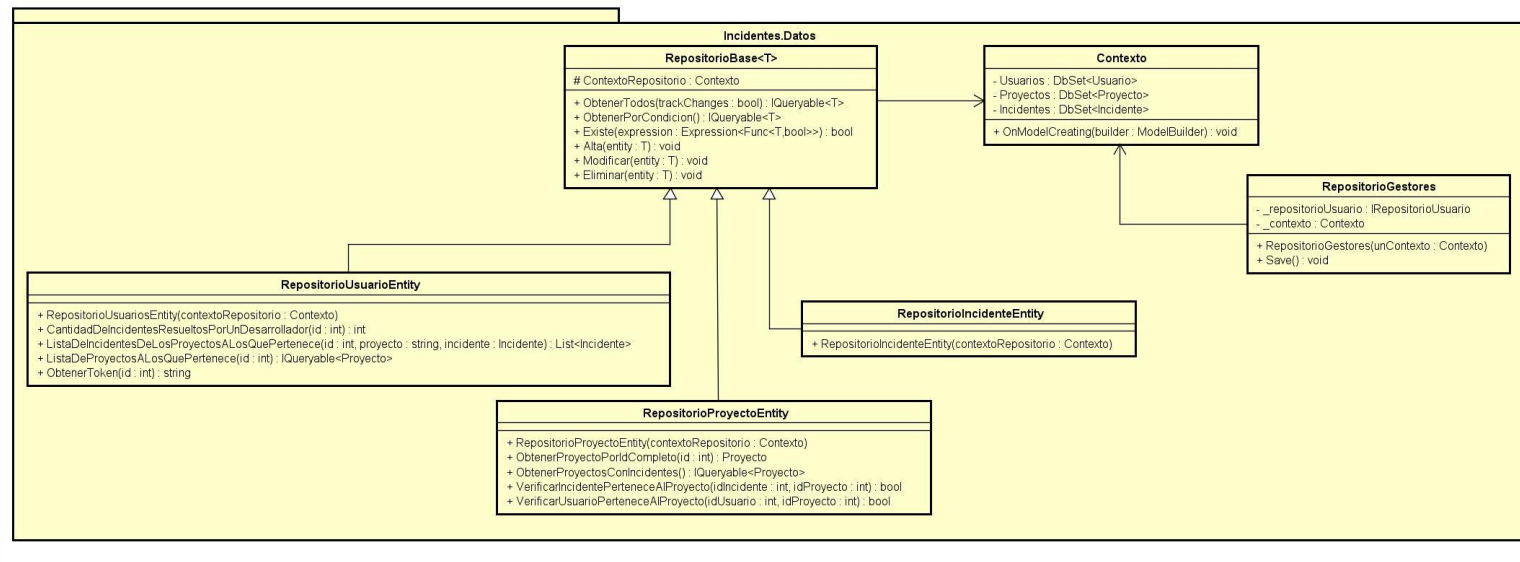 Incidentes.Datos
RepositorioBase<T>
# ContextoRepositorio : Contexto
+ ObtenerTodos(trackChanges : bool) : IQueryable<T>
+ ObtenerPorCondicion() : IQueryable<T>
+ Existe(expression : Expression<Func<T,bool>>) : bool
+ Alta(entity : T) : void
+ Modificar(entity : T) : void
+ Eliminar(entity : T) : void
Contexto
- Usuarios : DbSet<Usuario>
- Proyectos : DbSet<Proyecto>
- Incidentes : DbSet<Incidente>
+ OnModelCreating(builder : ModelBuilder) : void
RepositorioGestores
- _repositorioUsuario : IRepositorioUsuario
- _contexto : Contexto
+ RepositorioGestores(unContexto : Contexto)
+ Save() : void
RepositorioUsuarioEntity
+ RepositorioUsuariosEntity(contextoRepositorio : Contexto)
+ CantidadDeIncidentesResueltosPorUnDesarrollador(id : int) : int
+ ListaDeIncidentesDeLosProyectosALosQuePertenece(id : int, proyecto : string, incidente : Incidente) : List<Incidente>
+ ListaDeProyectosALosQuePertenece(id : int) : IQueryable<Proyecto>
+ ObtenerToken(id : int) : string
RepositorioIncidenteEntity
+ RepositorioIncidenteEntity(contextoRepositorio : Contexto)
RepositorioProyectoEntity
+ RepositorioProyectoEntity(contextoRepositorio : Contexto)
+ ObtenerProyectoPorIdCompleto(id : int) : Proyecto
+ ObtenerProyectosConIncidentes() : IQueryable<Proyecto>
+ VerificarIncidentePerteneceAlProyecto(idIncidente : int, idProyecto : int) : bool
+ VerificarUsuarioPerteneceAlProyecto(idUsuario : int, idProyecto : int) : bool